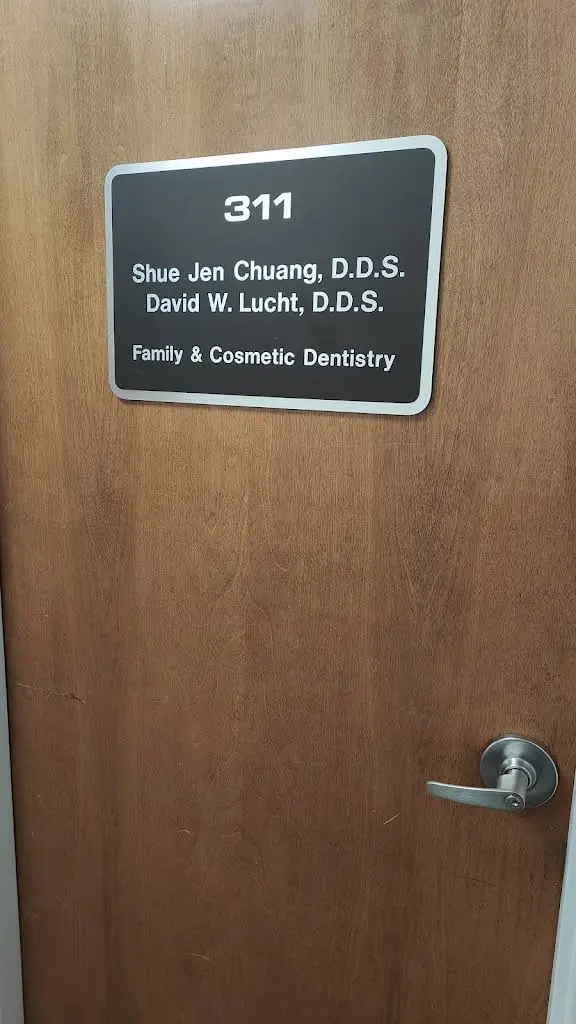 311
Shue Jen Chuang, D.D.S.
David W. Lucht, D.D.S.
Family & Cosmetic Dentistry